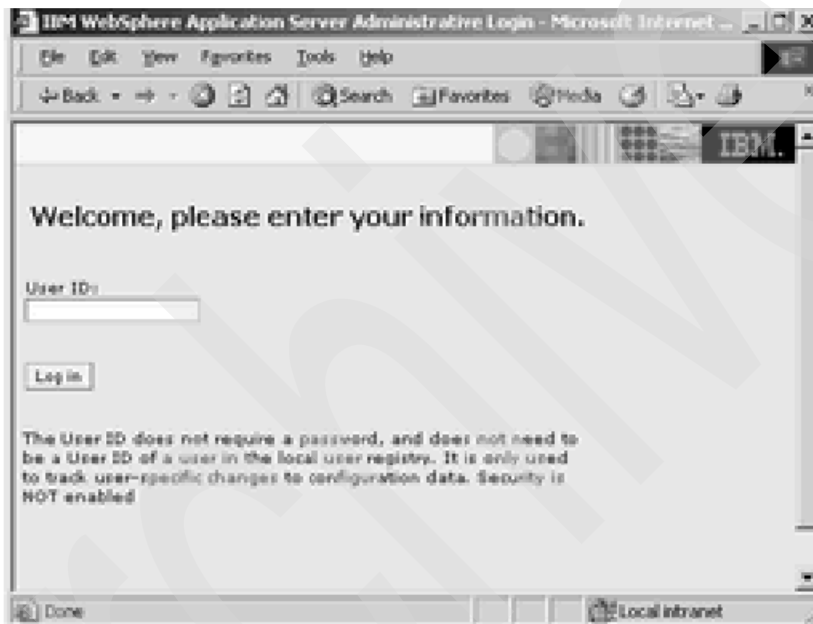 IBM WebSphere Application Server Administrative Login - Microsoft Internet ...
File Edit View Favorites Tools Help
Back Search Favorites Media
IBM.
Welcome, please enter your information.
User ID:
Log in
The User ID does not require a password, and does not need to
be a User ID of a user in the local user registry. It is only used
to track user-specific changes to configuration data. Security is
NOT enabled
Done Local intranet